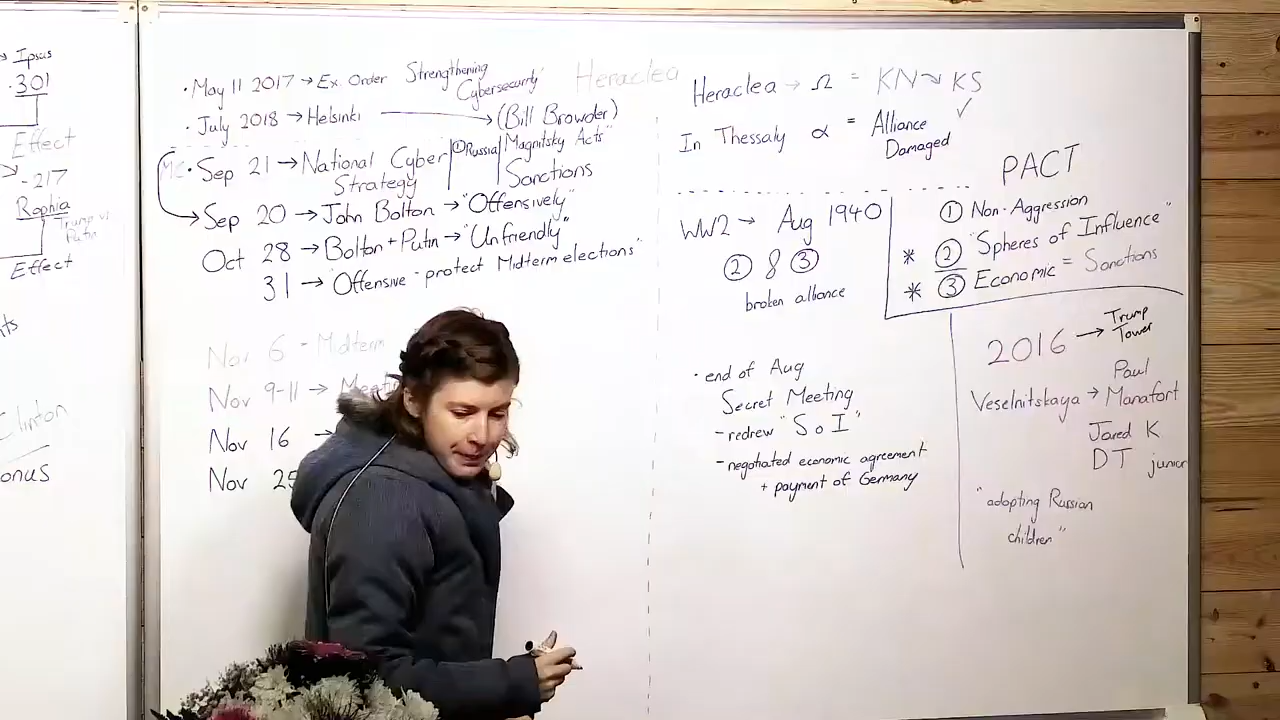 Ipsus
301
Effect
-217
Raphia
Trump vs
Putin
Effect
Clinton
onus
· May 11 2017 → Ex. Order Strengthening
Cybersecurity
Heraclea
· July 2018 → Helsinki → (Bill Browder)
· Sep 21 → National Cyber
Strategy
① Russia
"Magnitsky Acts"
Sanctions
Sep 20 → John Bolton → "Offensively"
Oct 28 → Bolton + Putin → "Unfriendly"
31 → "Offensive - protect Midterm elections"
Nov 6 - Midterm
Nov 9-11 →
Nov 16 →
Nov 25
Heraclea → Ω = KN ↷ KS
✓
In Thessaly α = Alliance
Damaged
WW2 → Aug 1940
② & ③
broken alliance
PACT
① Non-Aggression
* ② "Spheres of Influence"
* ③ Economic = Sanctions
· end of Aug
Secret Meeting
- redrew "S o I"
- negotiated economic agreement
+ payment of Germany
2016 → Trump
Tower
Paul
Veselnitskaya → Manafort
Jared K
DT junior
"adopting Russian
children"